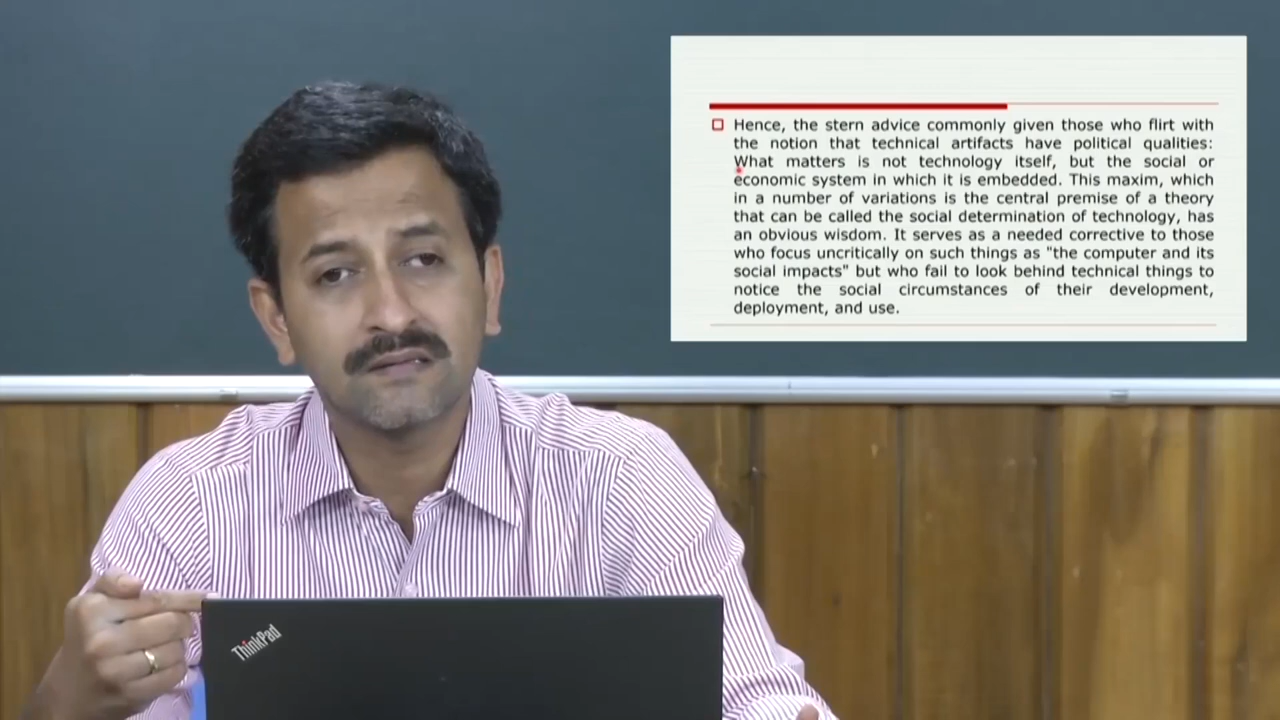 Hence, the stern advice commonly given those who flirt with
the notion that technical artifacts have political qualities:
What matters is not technology itself, but the social or
economic system in which it is embedded. This maxim, which
in a number of variations is the central premise of a theory
that can be called the social determination of technology, has
an obvious wisdom. It serves as a needed corrective to those
who focus uncritically on such things as "the computer and its
social impacts" but who fail to look behind technical things to
notice the social circumstances of their development,
deployment, and use.
ThinkPad